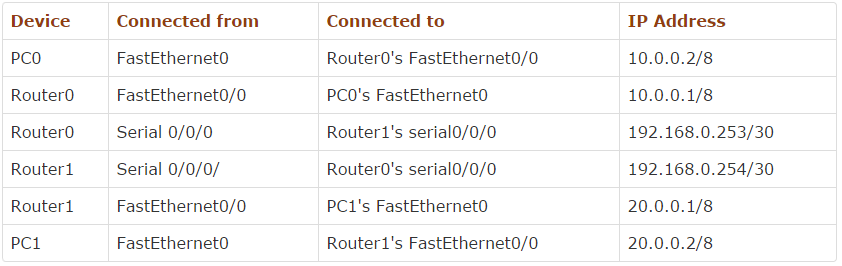 Device Connected from Connected to IP Address
PC0 FastEthernet0 Router0's FastEthernet0/0 10.0.0.2/8
Router0 FastEthernet0/0 PC0's FastEthernet0 10.0.0.1/8
Router0 Serial 0/0/0 Router1's serial0/0/0 192.168.0.253/30
Router1 Serial 0/0/0/ Router0's serial0/0/0 192.168.0.254/30
Router1 FastEthernet0/0 PC1's FastEthernet0 20.0.0.1/8
PC1 FastEthernet0 Router1's FastEthernet0/0 20.0.0.2/8